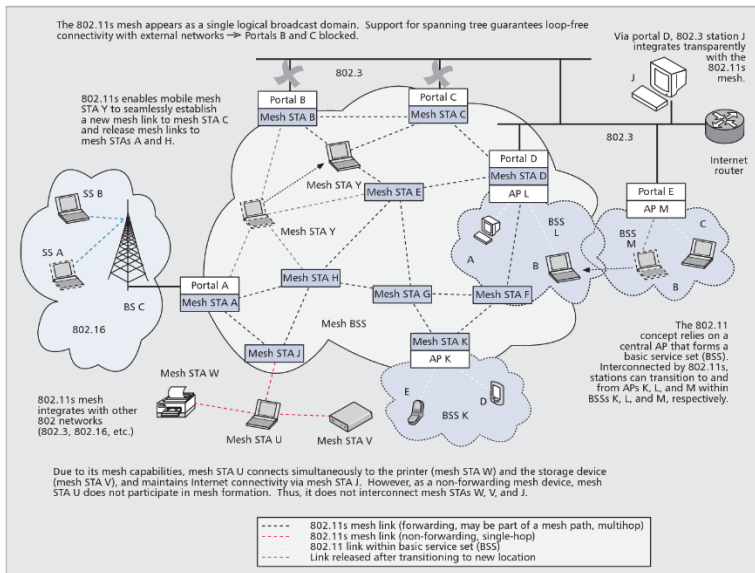 The 802.11s mesh appears as a single logical broadcast domain. Support for spanning tree guarantees loop-free
connectivity with external networks → Portals B and C blocked.
Via portal D, 802.3 station J
integrates transparently
with the
802.11s
mesh.
802.3
J
802.11s enables mobile mesh
STA Y to seamlessly establish
a new mesh link to mesh STA C
and release mesh links to
mesh STAs A and H.
Portal B
Mesh STA B
Portal C
Mesh STA C
802.3
Internet
router
Portal D
Mesh STA D
AP L
Mesh STA Y
Mesh STA E
Portal E
AP M
SS B
SS A
BS C
802.16
Mesh STA Y
BSS
L
A
B
BSS
M
C
B
Portal A
Mesh STA A
Mesh STA H
Mesh STA G
Mesh STA F
Mesh BSS
Mesh STA K
AP K
Mesh STA J
E
D
BSS K
The 802.11
concept relies on a
central AP that forms a
basic service set (BSS).
Interconnected by 802.11s,
stations can transition to and
from APs K, L, and M within
BSSs K, L, and M, respectively.
Mesh STA W
802.11s mesh
integrates with other
802 networks
(802.3, 802.16, etc.)
Mesh STA U
Mesh STA V
Due to its mesh capabilities, mesh STA U connects simultaneously to the printer (mesh STA W) and the storage device
(mesh STA V), and maintains Internet connectivity via mesh STA J. However, as a non-forwarding mesh device, mesh
STA U does not participate in mesh formation. Thus, it does not interconnect mesh STAs W, V, and J.
802.11s mesh link (forwarding, may be part of a mesh path, multihop)
802.11s mesh link (non-forwarding, single-hop)
802.11 link within basic service set (BSS)
Link released after transitioning to new location